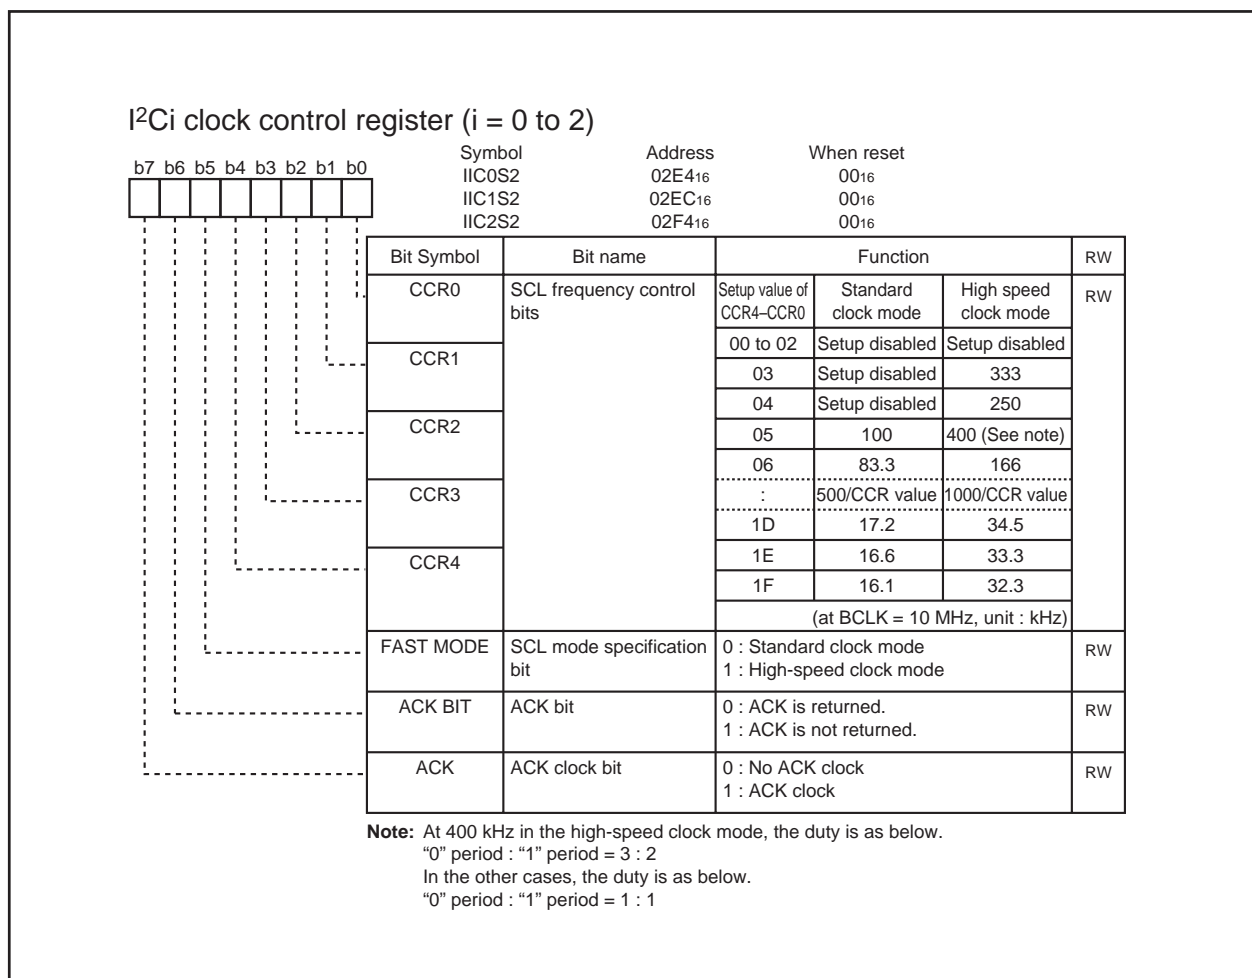 I²Ci clock control register (i = 0 to 2)
b7 b6 b5 b4 b3 b2 b1 b0
Symbol Address When reset
IIC0S2 02E4₁₆ 00₁₆
IIC1S2 02EC₁₆ 00₁₆
IIC2S2 02F4₁₆ 00₁₆
Bit Symbol Bit name Function RW
CCR0 SCL frequency control bits RW
Setup value of CCR4–CCR0 Standard clock mode High speed clock mode
00 to 02 Setup disabled Setup disabled
CCR1
03 Setup disabled 333
04 Setup disabled 250
CCR2
05 100 400 (See note)
06 83.3 166
CCR3
: 500/CCR value 1000/CCR value
1D 17.2 34.5
CCR4
1E 16.6 33.3
1F 16.1 32.3
(at BCLK = 10 MHz, unit : kHz)
FAST MODE SCL mode specification bit 0 : Standard clock mode RW
1 : High-speed clock mode
ACK BIT ACK bit 0 : ACK is returned. RW
1 : ACK is not returned.
ACK ACK clock bit 0 : No ACK clock RW
1 : ACK clock
Note: At 400 kHz in the high-speed clock mode, the duty is as below.
“0” period : “1” period = 3 : 2
In the other cases, the duty is as below.
“0” period : “1” period = 1 : 1